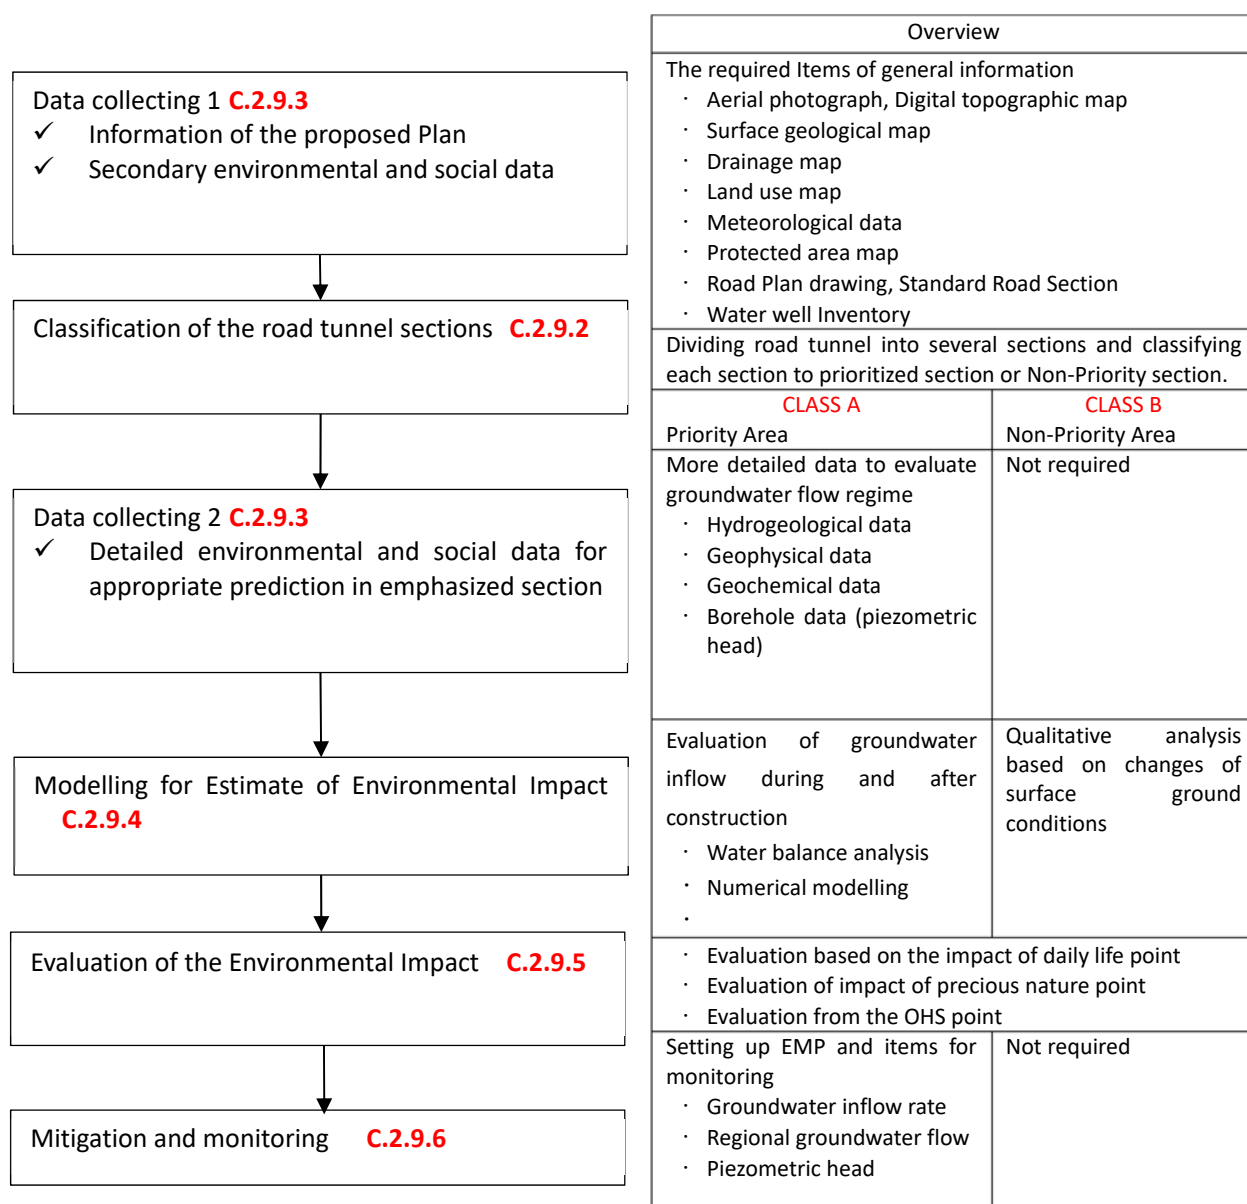 Data collecting 1 C.2.9.3
✓ Information of the proposed Plan
✓ Secondary environmental and social data
Classification of the road tunnel sections C.2.9.2
Data collecting 2 C.2.9.3
✓ Detailed environmental and social data for
appropriate prediction in emphasized section
Modelling for Estimate of Environmental Impact
C.2.9.4
Evaluation of the Environmental Impact C.2.9.5
Mitigation and monitoring C.2.9.6
Overview
The required Items of general information
· Aerial photograph, Digital topographic map
· Surface geological map
· Drainage map
· Land use map
· Meteorological data
· Protected area map
· Road Plan drawing, Standard Road Section
· Water well Inventory
Dividing road tunnel into several sections and classifying
each section to prioritized section or Non-Priority section.
CLASS A
Priority Area
CLASS B
Non-Priority Area
More detailed data to evaluate
groundwater flow regime
· Hydrogeological data
· Geophysical data
· Geochemical data
· Borehole data (piezometric
head)
Not required
Evaluation of groundwater
inflow during and after
construction
· Water balance analysis
· Numerical modelling
·
Qualitative analysis
based on changes of
surface ground
conditions
· Evaluation based on the impact of daily life point
· Evaluation of impact of precious nature point
· Evaluation from the OHS point
Setting up EMP and items for
monitoring
· Groundwater inflow rate
· Regional groundwater flow
· Piezometric head
Not required